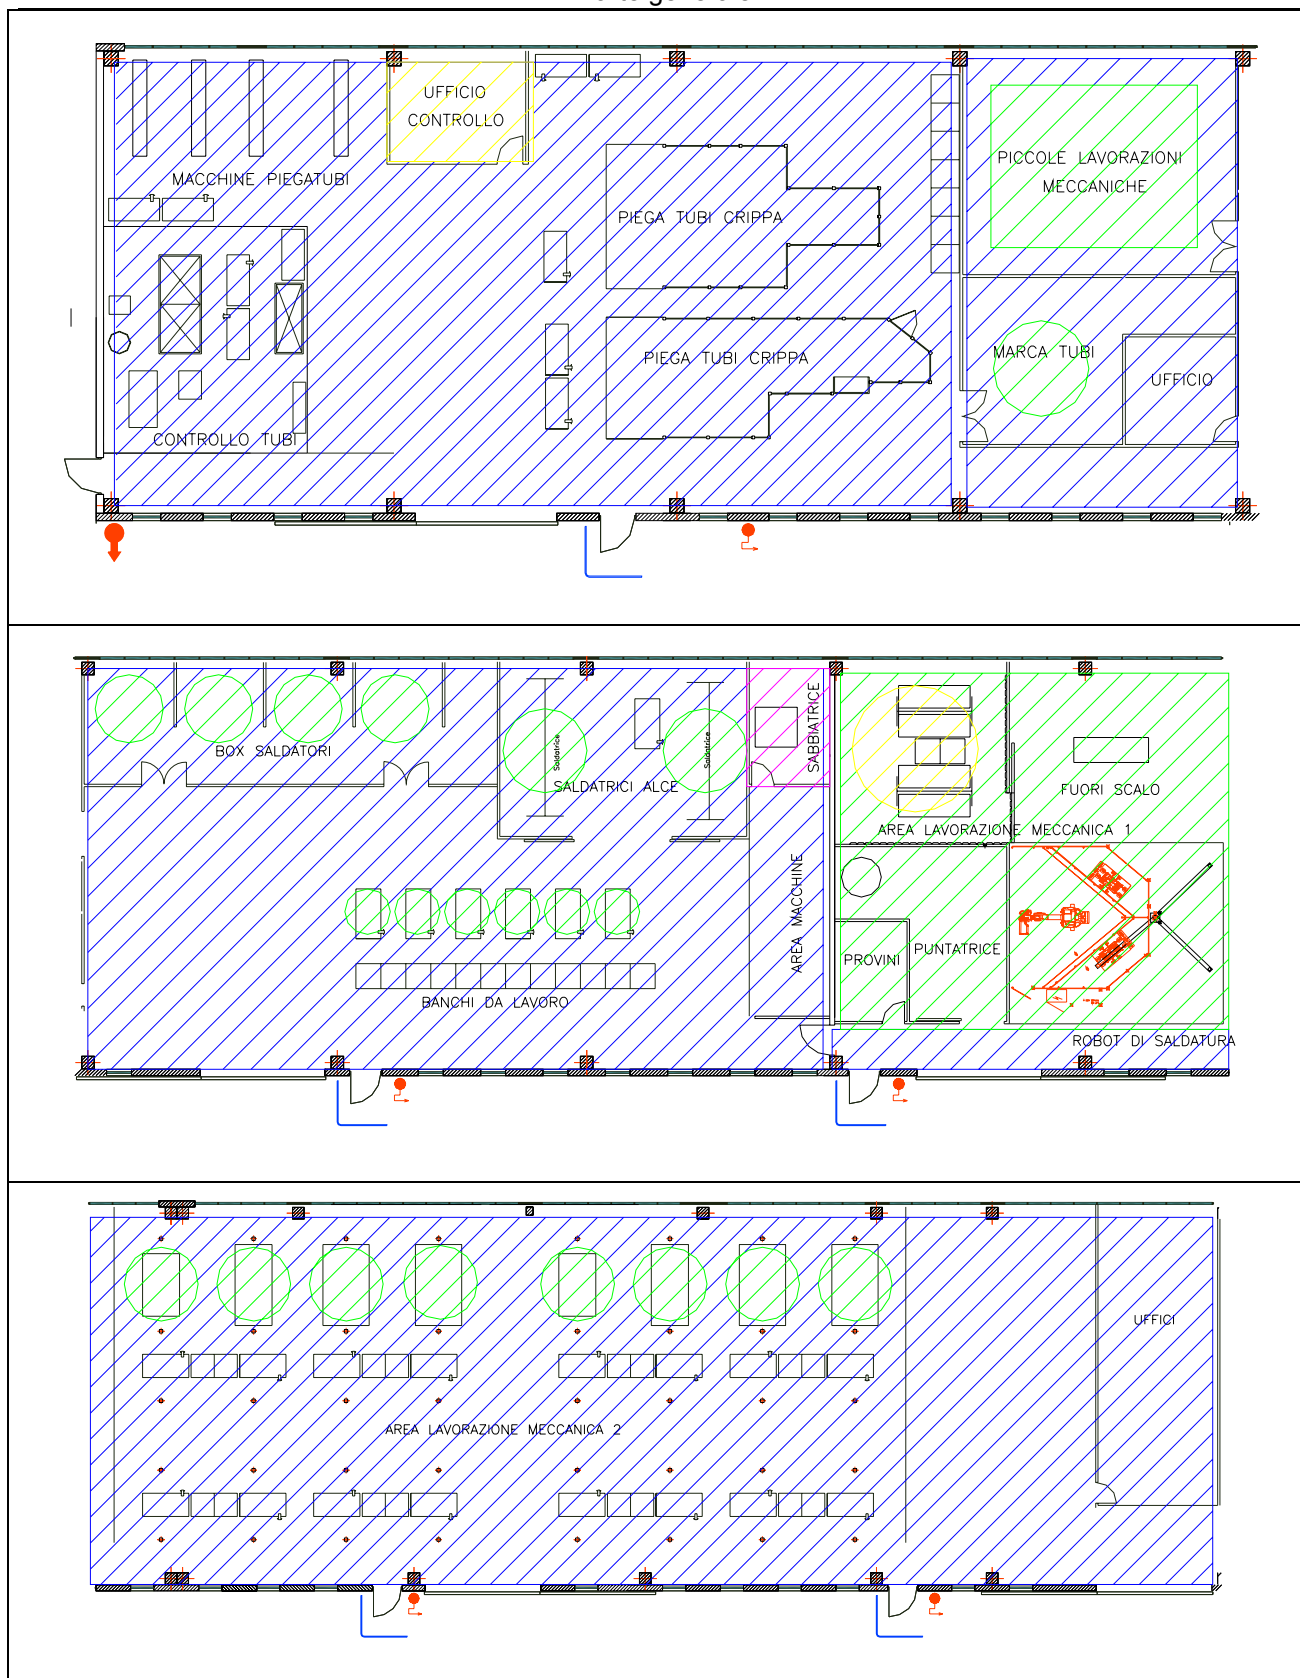 UFFICIO
CONTROLLO
MACCHINE PIEGATUBI
PICCOLE LAVORAZIONI
MECCANICHE
PIEGA TUBI CRIPPA
PIEGA TUBI CRIPPA
MARCA TUBI
UFFICIO
CONTROLLO TUBI
BOX SALDATORI
Saldatrice
Saldatrice
SALDATRICI ALCE
SABBIATRICE
FUORI SCALO
AREA LAVORAZIONE MECCANICA 1
AREA MACCHINE
PROVINI
PUNTATRICE
BANCHI DA LAVORO
ROBOT DI SALDATURA
UFFICI
AREA LAVORAZIONE MECCANICA 2